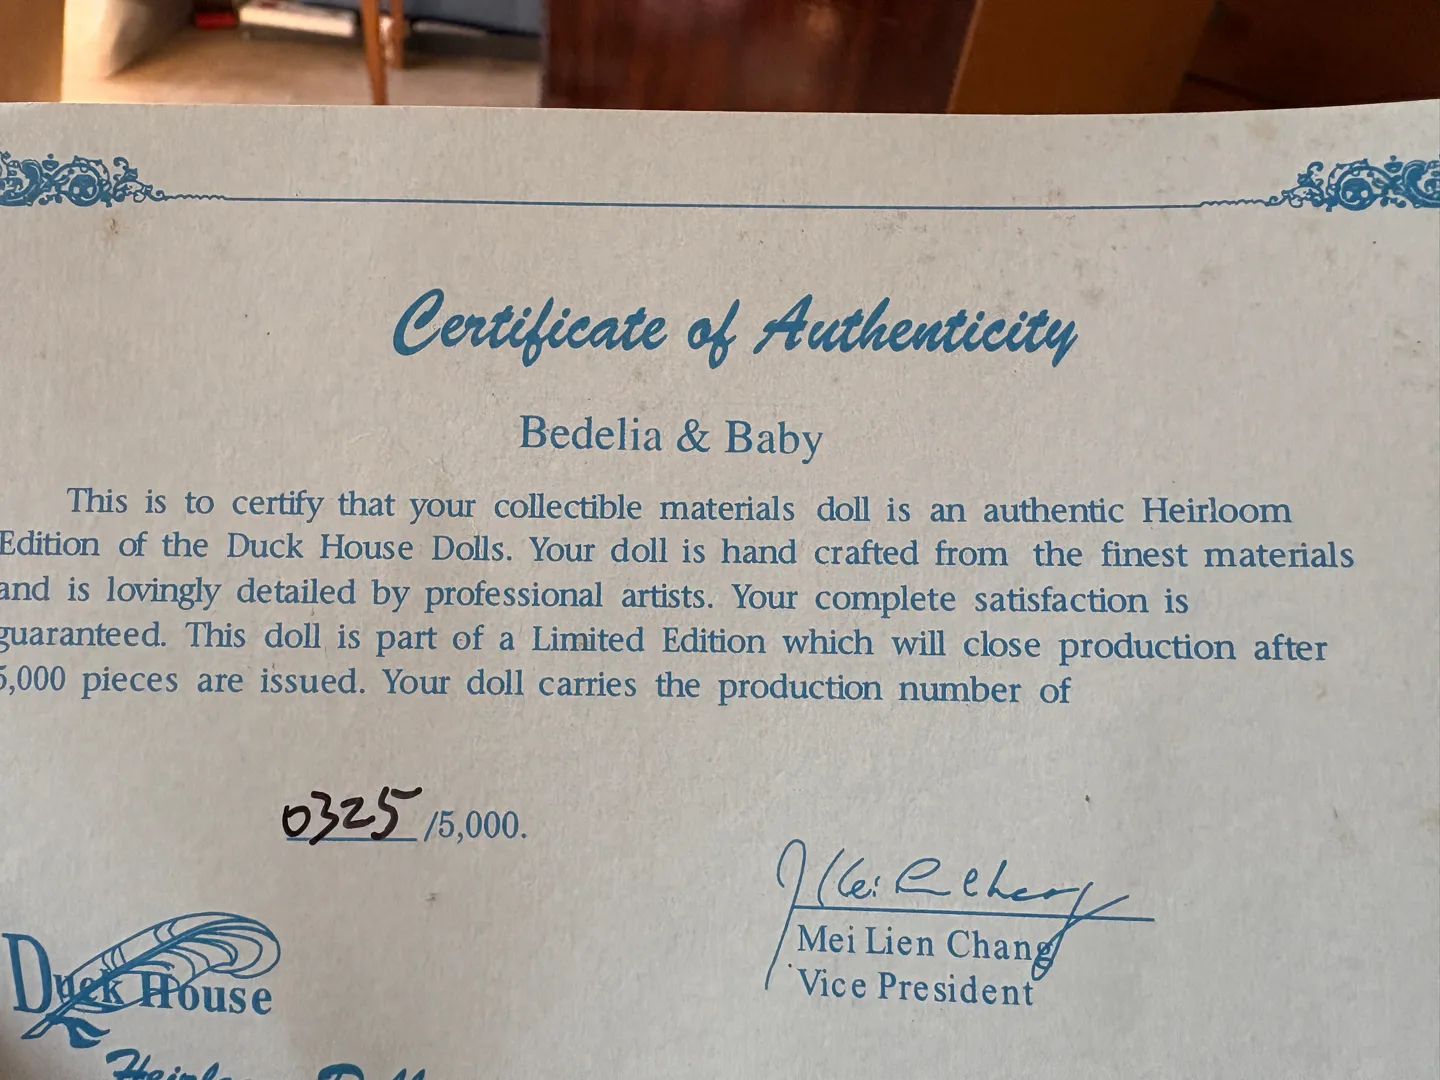 Certificate of Authenticity
Bedelia & Baby
This is to certify that your collectible materials doll is an authentic Heirloom
Edition of the Duck House Dolls. Your doll is hand crafted from the finest materials
and is lovingly detailed by professional artists. Your complete satisfaction is
guaranteed. This doll is part of a Limited Edition which will close production after
5,000 pieces are issued. Your doll carries the production number of
0325 /5,000.
Mei Lien Chang
Vice President
Duck House
Heirloom Dolls